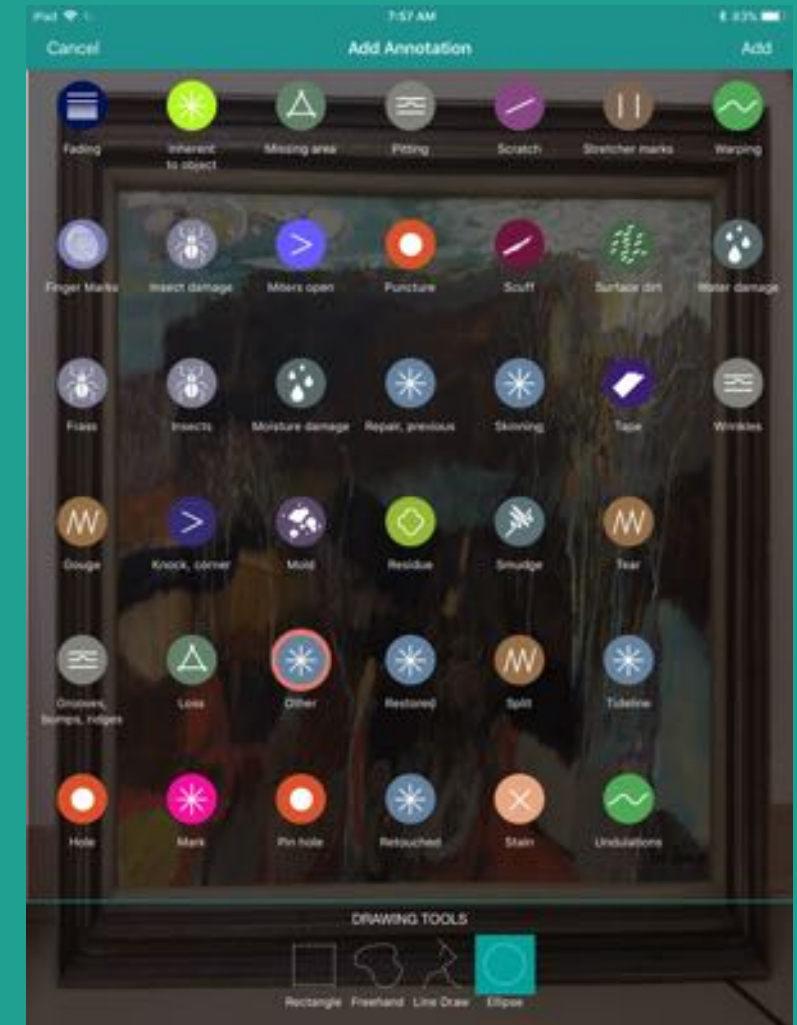 iPad
7:57 AM
83%
Cancel
Add Annotation
Add
Fading
Inherent
to object
Missing area
Pitting
Scratch
Stretcher marks
Warping
Finger Marks
Insect damage
Miters open
Puncture
Scuff
Surface dirt
Water damage
Frass
Insects
Moisture damage
Repair, previous
Skinning
Tape
Wrinkles
Gouge
Knock, corner
Mold
Residue
Smudge
Tear
Grooves,
bumps, ridges
Loss
Other
Restored
Split
Tideline
Hole
Mark
Pin hole
Retouched
Stain
Undulations
DRAWING TOOLS
Rectangle
Freehand
Line Draw
Ellipse